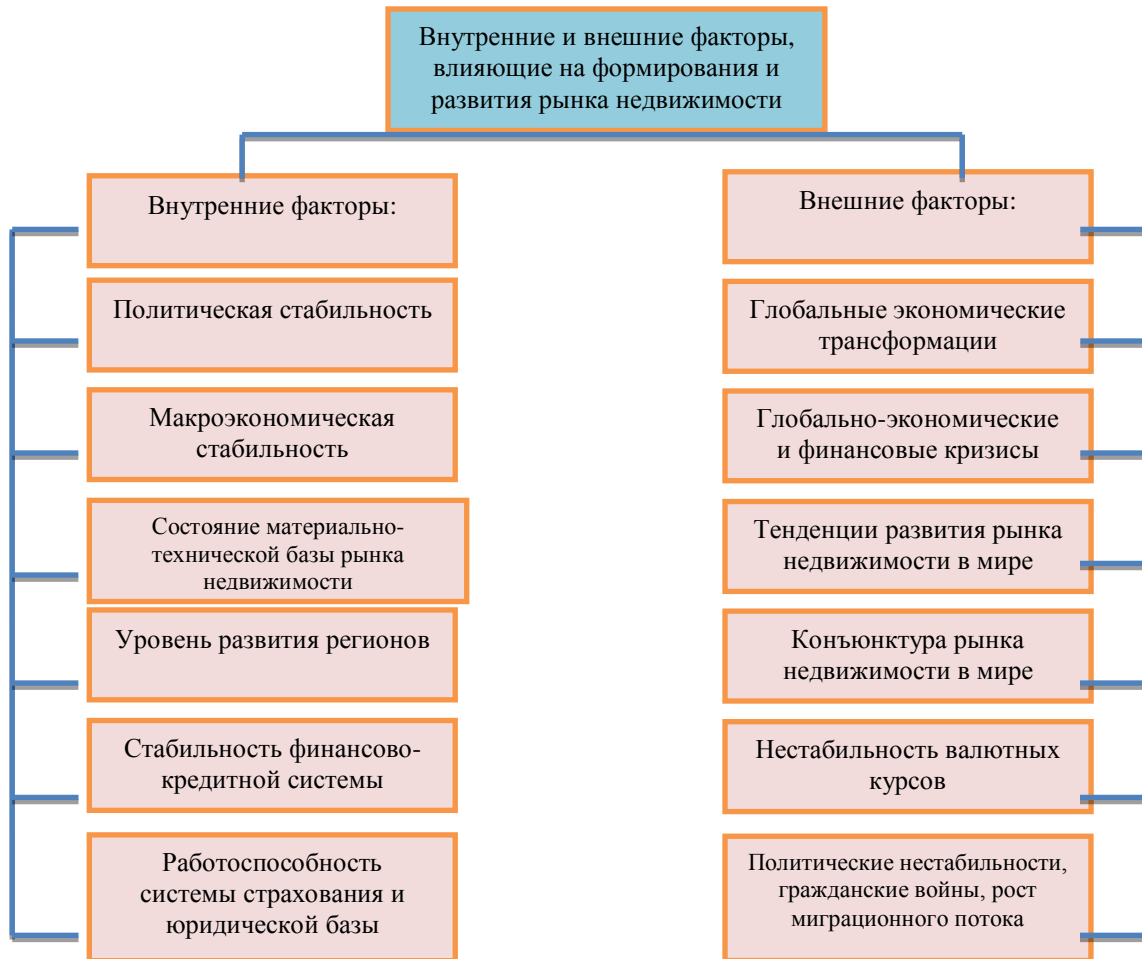 Внутренние и внешние факторы,
влияющие на формирования и
развития рынка недвижимости
Внутренние факторы:
Политическая стабильность
Макроэкономическая
стабильность
Состояние материально-
технической базы рынка
недвижимости
Уровень развития регионов
Стабильность финансово-
кредитной системы
Работоспособность
системы страхования и
юридической базы
Внешние факторы:
Глобальные экономические
трансформации
Глобально-экономические
и финансовые кризисы
Тенденции развития рынка
недвижимости в мире
Конъюнктура рынка
недвижимости в мире
Нестабильность валютных
курсов
Политические нестабильности,
гражданские войны, рост
миграционного потока